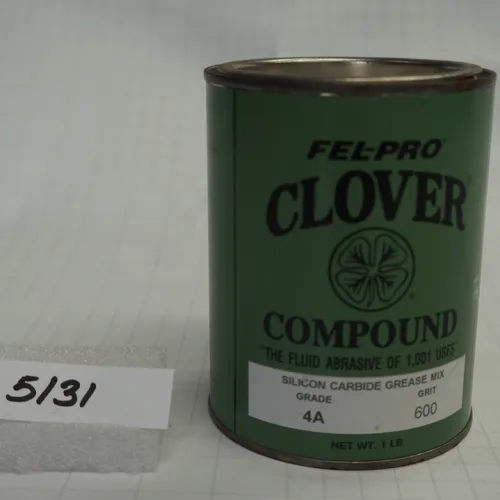 FEL-PRO
CLOVER
COMPOUND
"THE FLUID ABRASIVE OF 1,001 USES"
SILICON CARBIDE GREASE MIX
GRADE GRIT
4A 600
NET WT. 1 LB.
5131